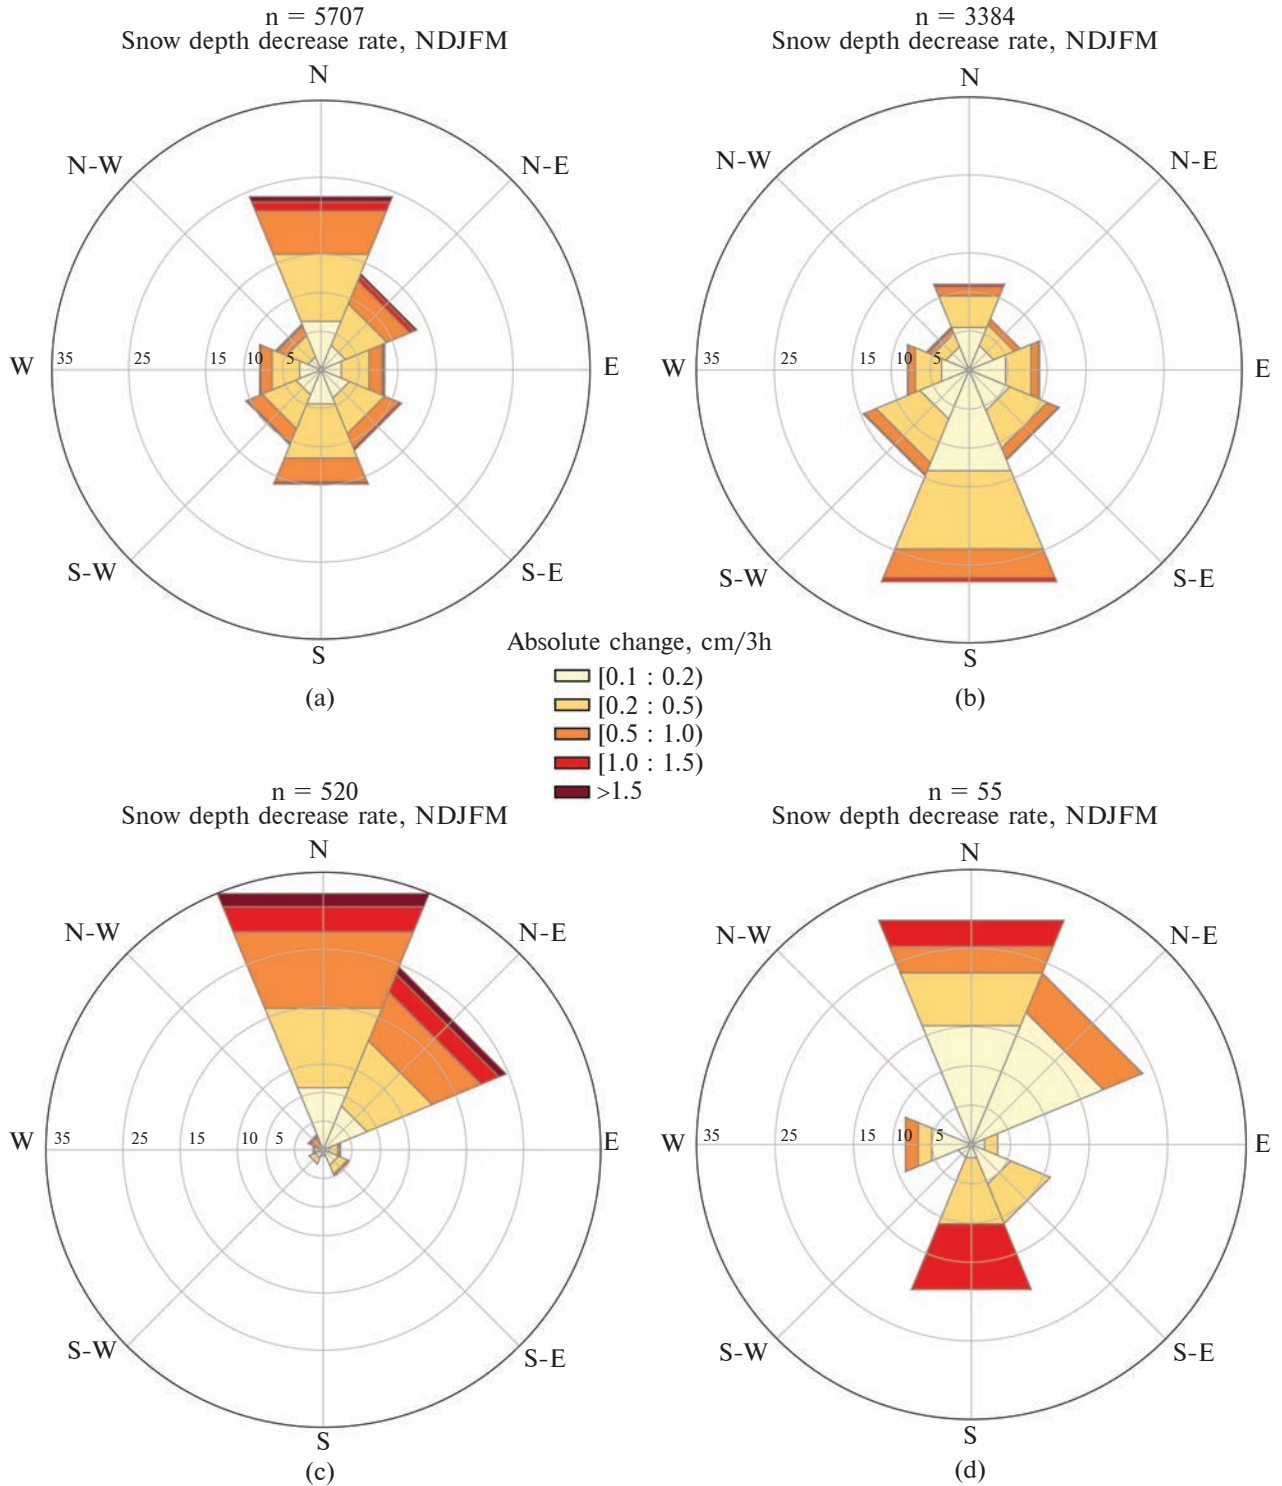 n = 5707
Snow depth decrease rate, NDJFM
N
N-W
N-E
W
35
25
15
10
5
E
S-W
S-E
S
(a)
n = 3384
Snow depth decrease rate, NDJFM
N
N-W
N-E
W
35
25
15
10
5
E
S-W
S-E
S
(b)
Absolute change, cm/3h
[0.1 : 0.2)
[0.2 : 0.5)
[0.5 : 1.0)
[1.0 : 1.5)
>1.5
n = 520
Snow depth decrease rate, NDJFM
N
N-W
N-E
W
35
25
15
10
5
E
S-W
S-E
S
(c)
n = 55
Snow depth decrease rate, NDJFM
N
N-W
N-E
W
35
25
15
10
5
E
S-W
S-E
S
(d)